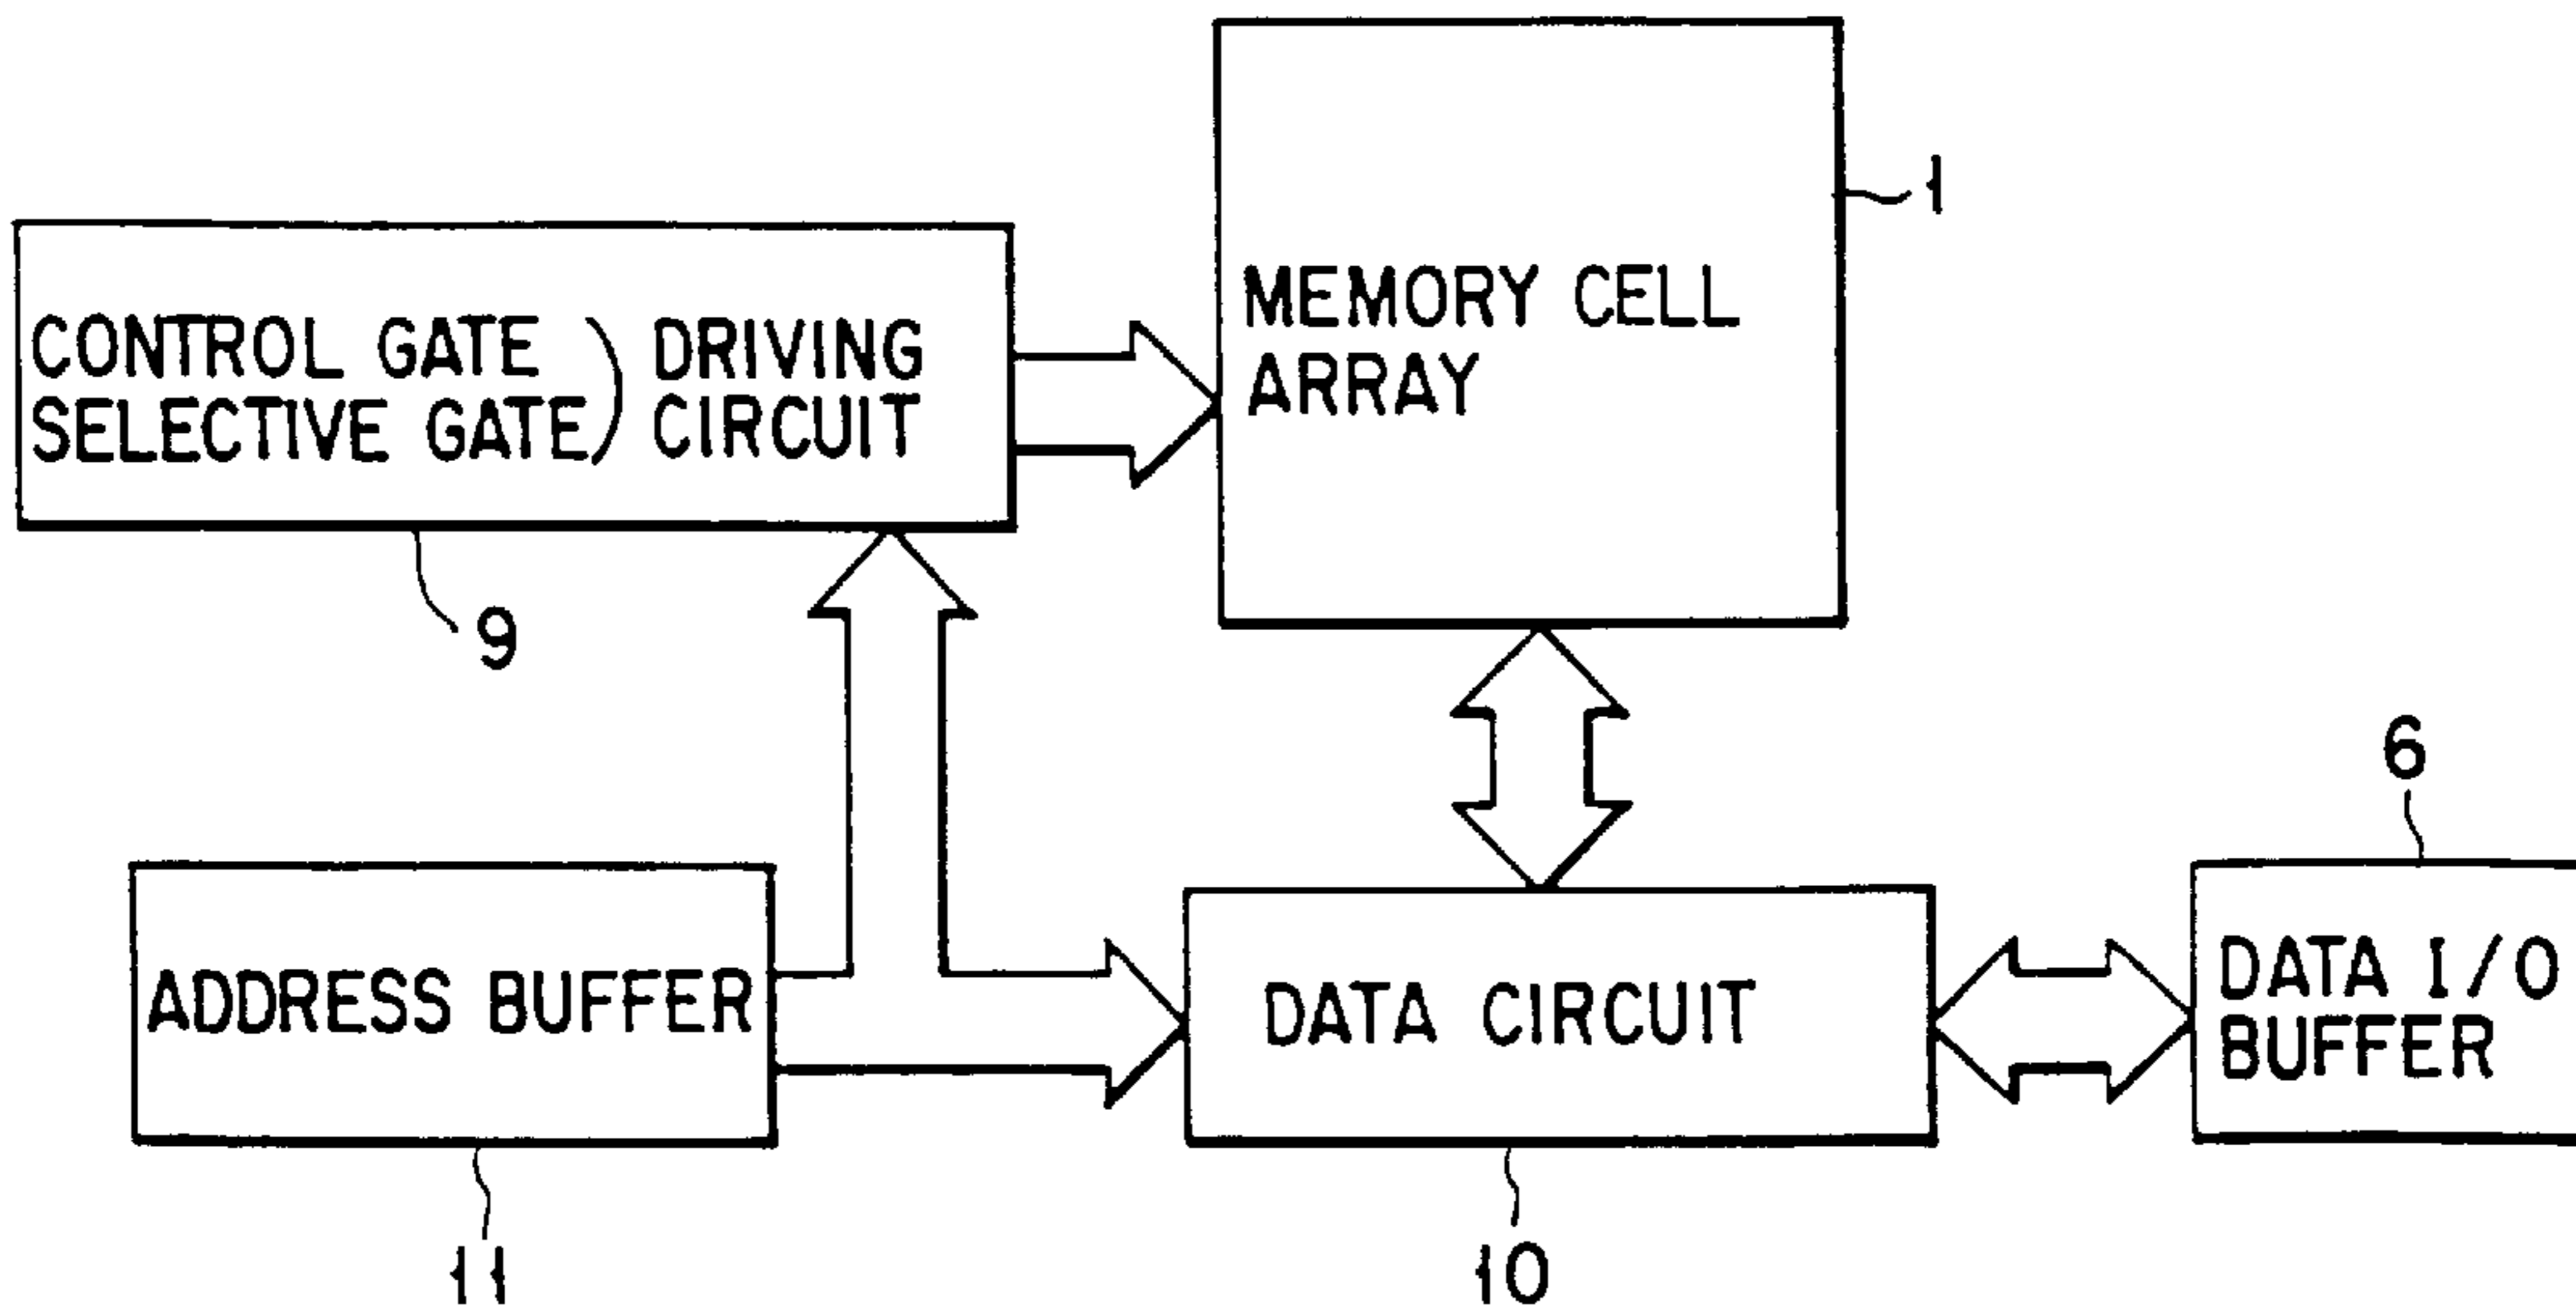 MEMORY CELL
ARRAY
1
CONTROL GATE ) DRIVING
SELECTIVE GATE ) CIRCUIT
9
6
ADDRESS BUFFER
DATA CIRCUIT
DATA I/O
BUFFER
11
10